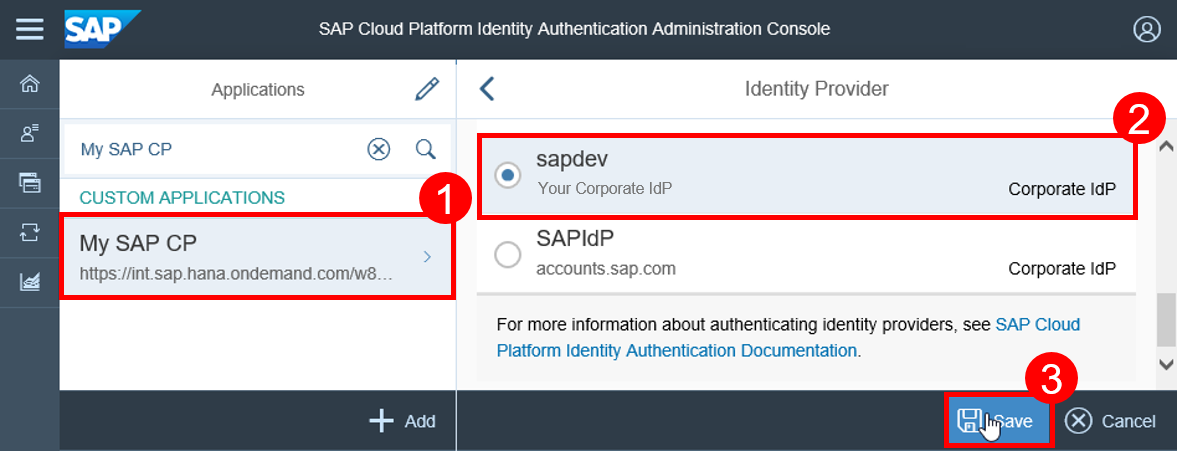 SAP
SAP Cloud Platform Identity Authentication Administration Console
Applications
Identity Provider
My SAP CP
CUSTOM APPLICATIONS
1
My SAP CP
https://int.sap.hana.ondemand.com/w8...
2
sapdev
Your Corporate IdP
Corporate IdP
SAPIdP
accounts.sap.com
Corporate IdP
For more information about authenticating identity providers, see SAP Cloud
Platform Identity Authentication Documentation.
3
Add
Save
Cancel